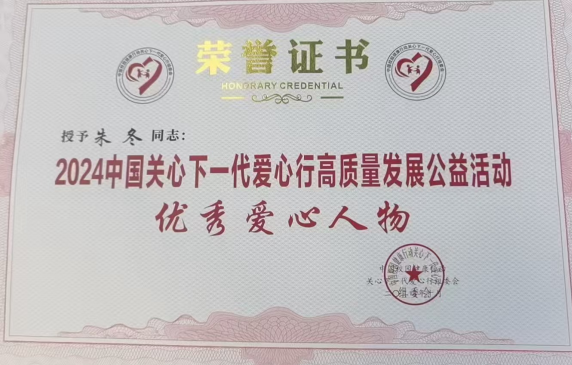 荣誉证书
HONORARY CREDENTIAL
授予朱冬同志：
2024中国关心下一代爱心行高质量发展公益活动
优秀爱心人物